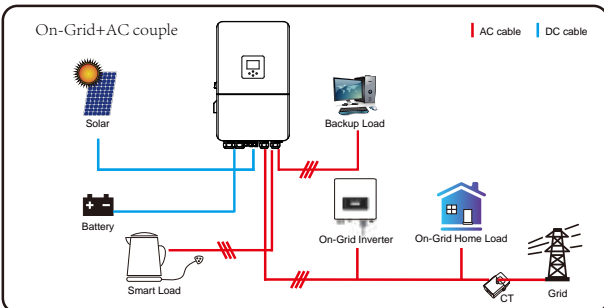 On-Grid+AC couple
AC cable
DC cable
Solar
Backup Load
Battery
On-Grid Inverter
On-Grid Home Load
Smart Load
CT
Grid